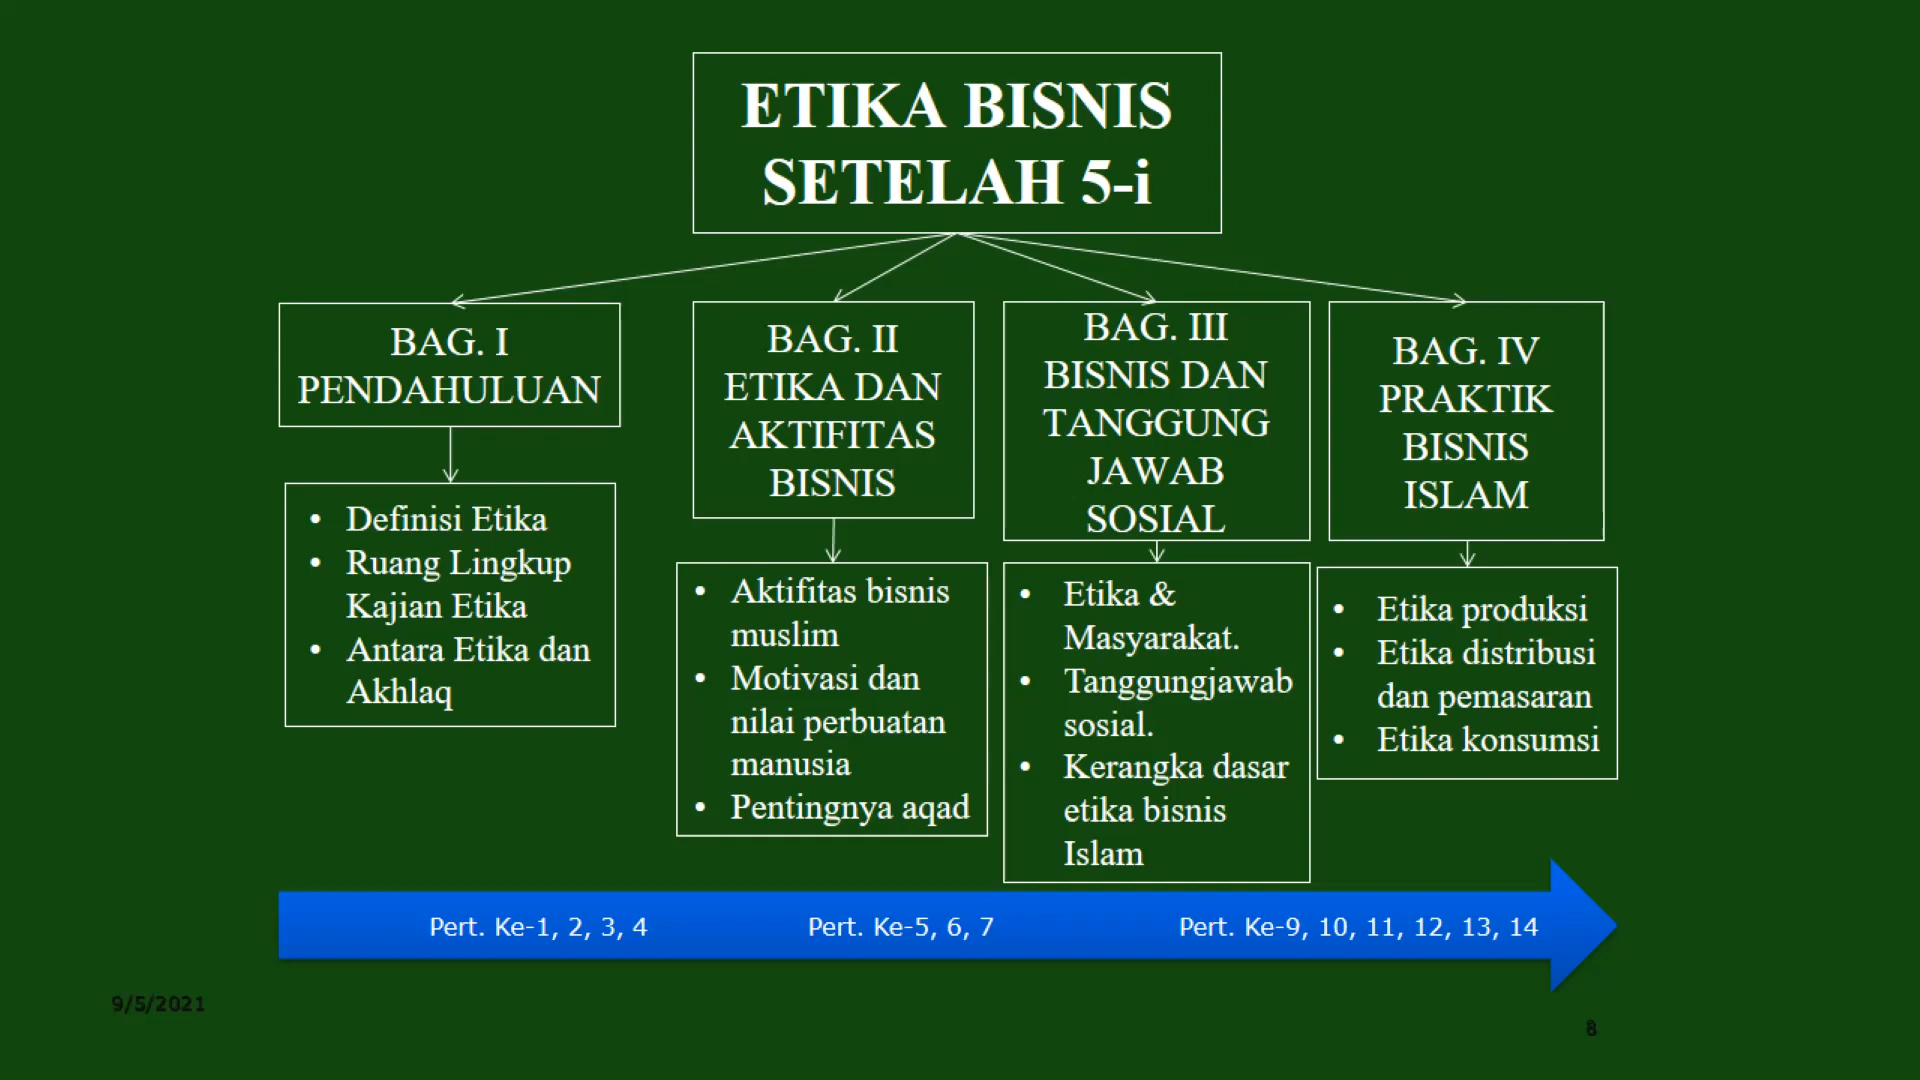 ETIKA BISNIS
SETELAH 5-i
BAG. I
PENDAHULUAN
• Definisi Etika
• Ruang Lingkup
Kajian Etika
• Antara Etika dan
Akhlaq
BAG. II
ETIKA DAN
AKTIFITAS
BISNIS
• Aktifitas bisnis
muslim
• Motivasi dan
nilai perbuatan
manusia
• Pentingnya aqad
BAG. III
BISNIS DAN
TANGGUNG
JAWAB
SOSIAL
• Etika &
Masyarakat.
• Tanggungjawab
sosial.
• Kerangka dasar
etika bisnis
Islam
BAG. IV
PRAKTIK
BISNIS
ISLAM
• Etika produksi
• Etika distribusi
dan pemasaran
• Etika konsumsi
Pert. Ke-1, 2, 3, 4
Pert. Ke-5, 6, 7
Pert. Ke-9, 10, 11, 12, 13, 14
9/5/2021
8